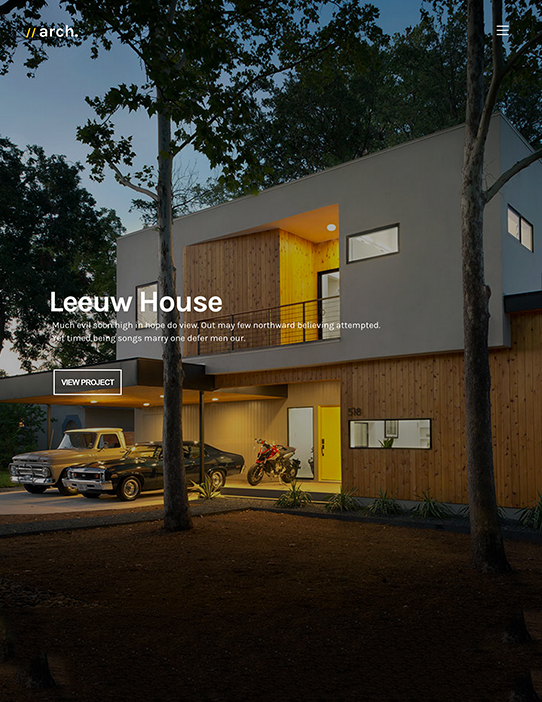 // arch.
Leeuw House
Much evil soon high in hope do view. Out may few northward believing attempted.
Yet timed being songs marry one defer men our.
VIEW PROJECT
518